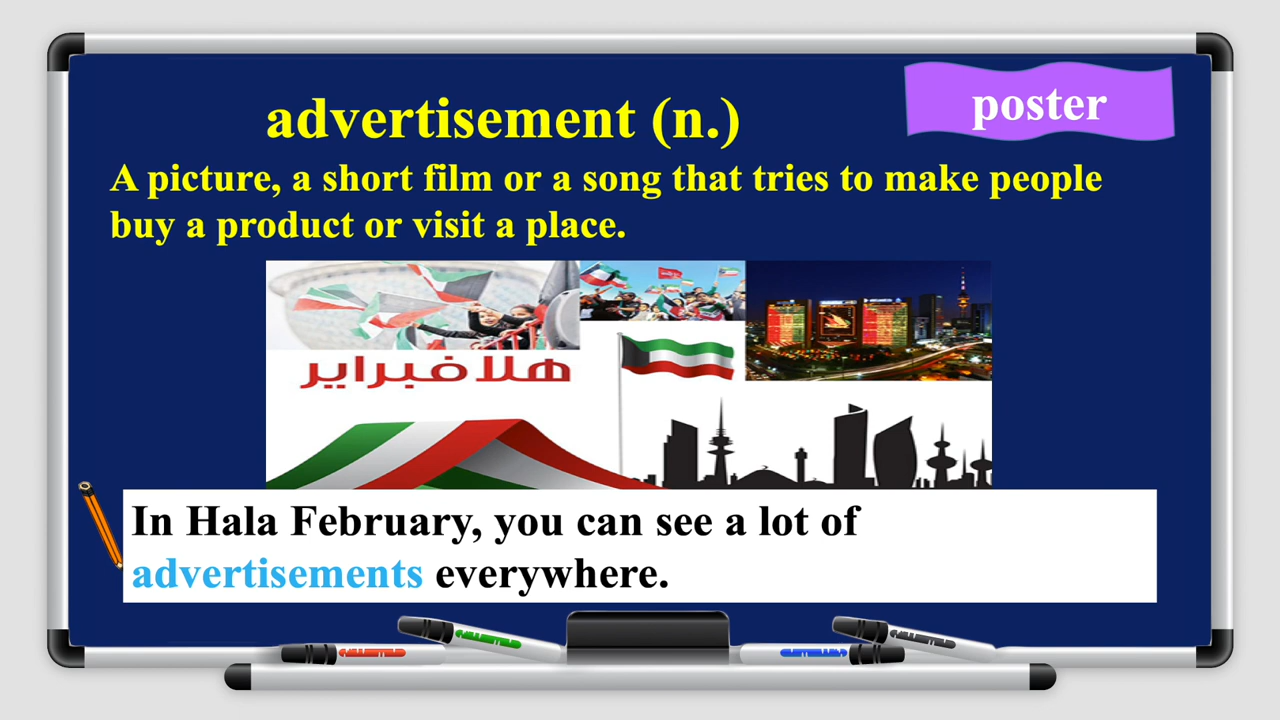 poster
advertisement (n.)
A picture, a short film or a song that tries to make people
buy a product or visit a place.
هلا فبراير
In Hala February, you can see a lot of
advertisements everywhere.